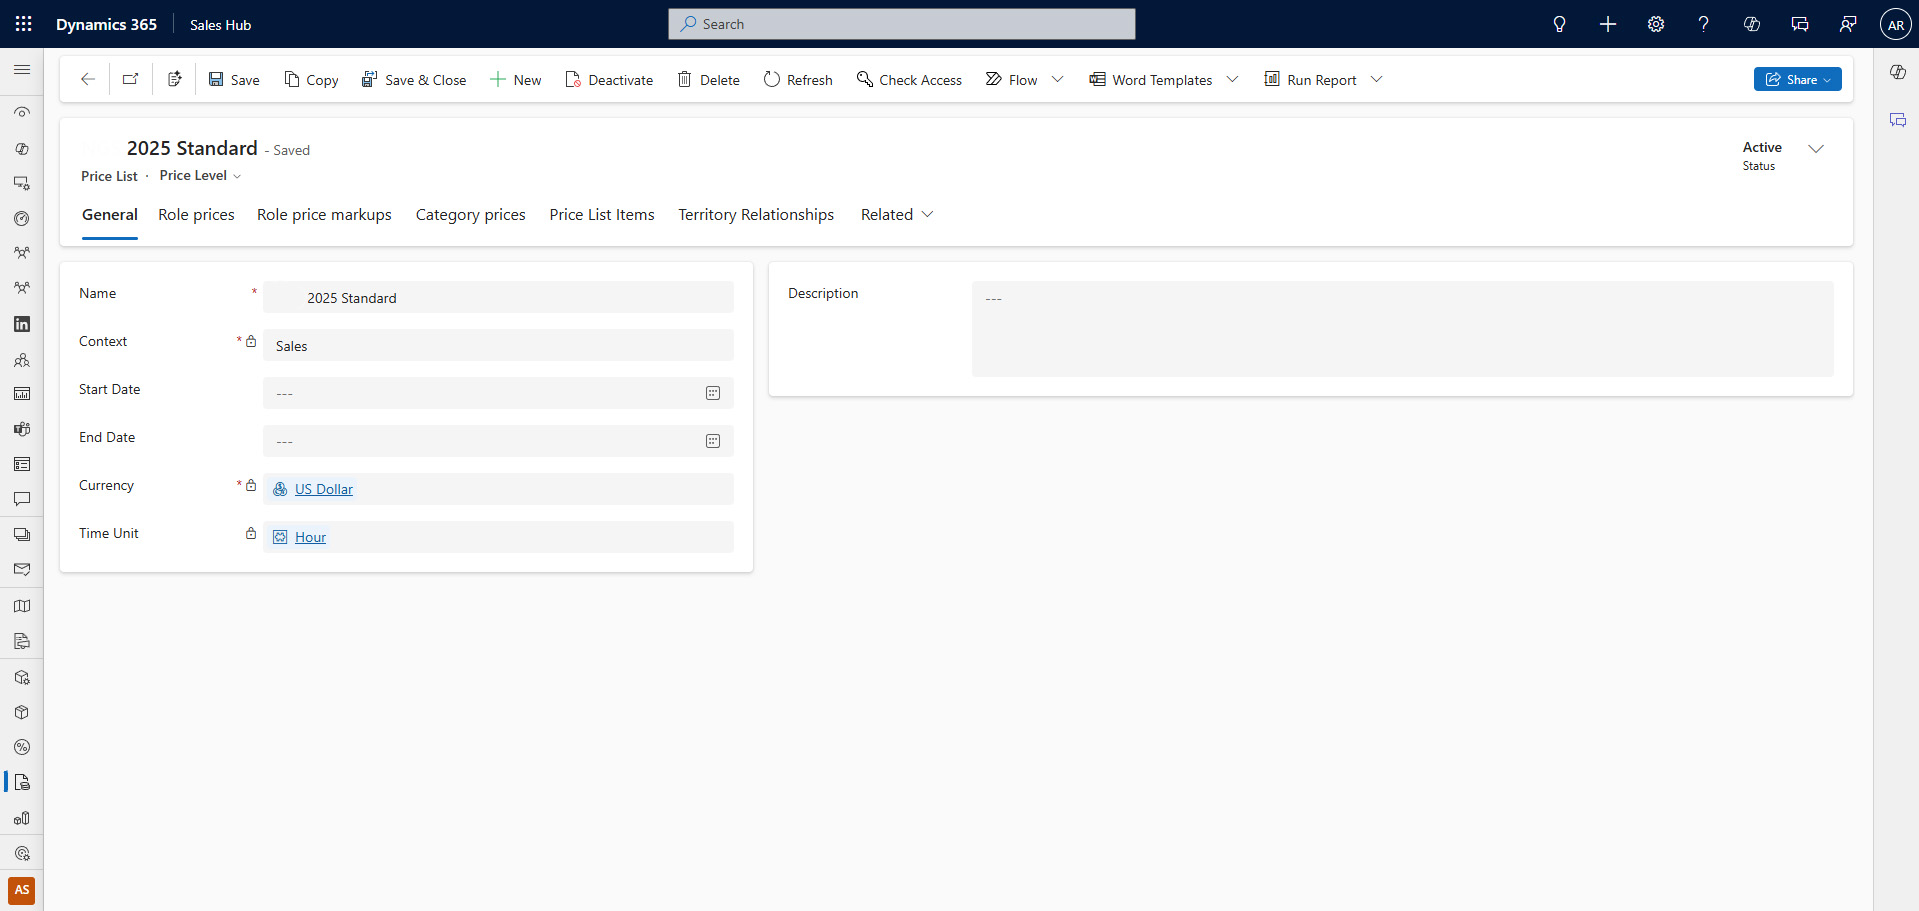 Dynamics 365 Sales Hub Search AR
Save Copy Save & Close New Deactivate Delete Refresh Check Access Flow Word Templates Run Report Share
2025 Standard - Saved
Price List · Price Level
Active
Status
General Role prices Role price markups Category prices Price List Items Territory Relationships Related
Name * 2025 Standard
Context * Sales
Start Date ---
End Date ---
Currency * US Dollar
Time Unit Hour
Description ---
AS